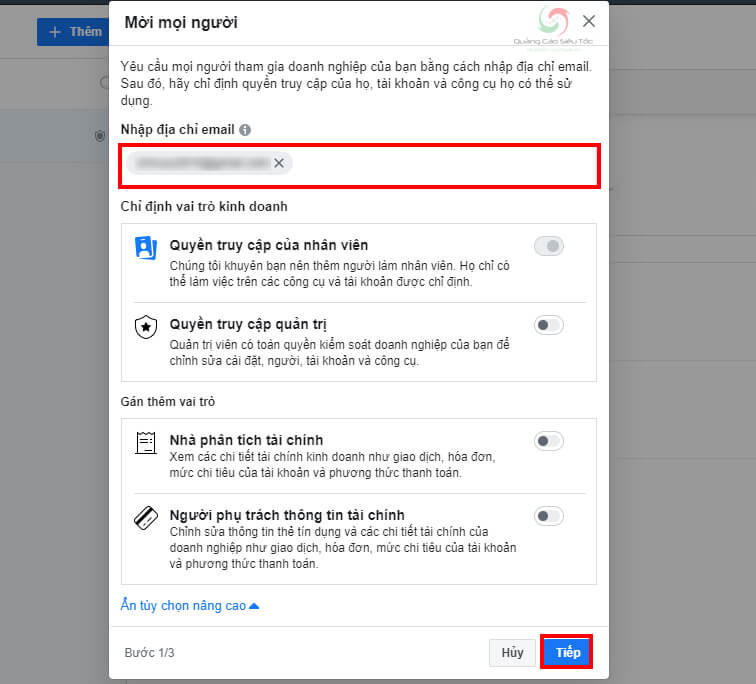 Thêm
Mời mọi người
Quảng Cáo Siêu Tốc
Yêu cầu mọi người tham gia doanh nghiệp của bạn bằng cách nhập địa chỉ email.
Sau đó, hãy chỉ định quyền truy cập của họ, tài khoản và công cụ họ có thể sử
dụng.
Nhập địa chỉ email
Chỉ định vai trò kinh doanh
Quyền truy cập của nhân viên
Chúng tôi khuyên bạn nên thêm người làm nhân viên. Họ chỉ có
thể làm việc trên các công cụ và tài khoản được chỉ định.
Quyền truy cập quản trị
Quản trị viên có toàn quyền kiểm soát doanh nghiệp của bạn để
chỉnh sửa cài đặt, người, tài khoản và công cụ.
Gán thêm vai trò
Nhà phân tích tài chính
Xem các chi tiết tài chính kinh doanh như giao dịch, hóa đơn,
mức chi tiêu của tài khoản và phương thức thanh toán.
Người phụ trách thông tin tài chính
Chỉnh sửa thông tin thẻ tín dụng và các chi tiết tài chính của
doanh nghiệp như giao dịch, hóa đơn, mức chi tiêu của tài khoản
và phương thức thanh toán.
Ẩn tùy chọn nâng cao
Bước 1/3
Hủy
Tiếp